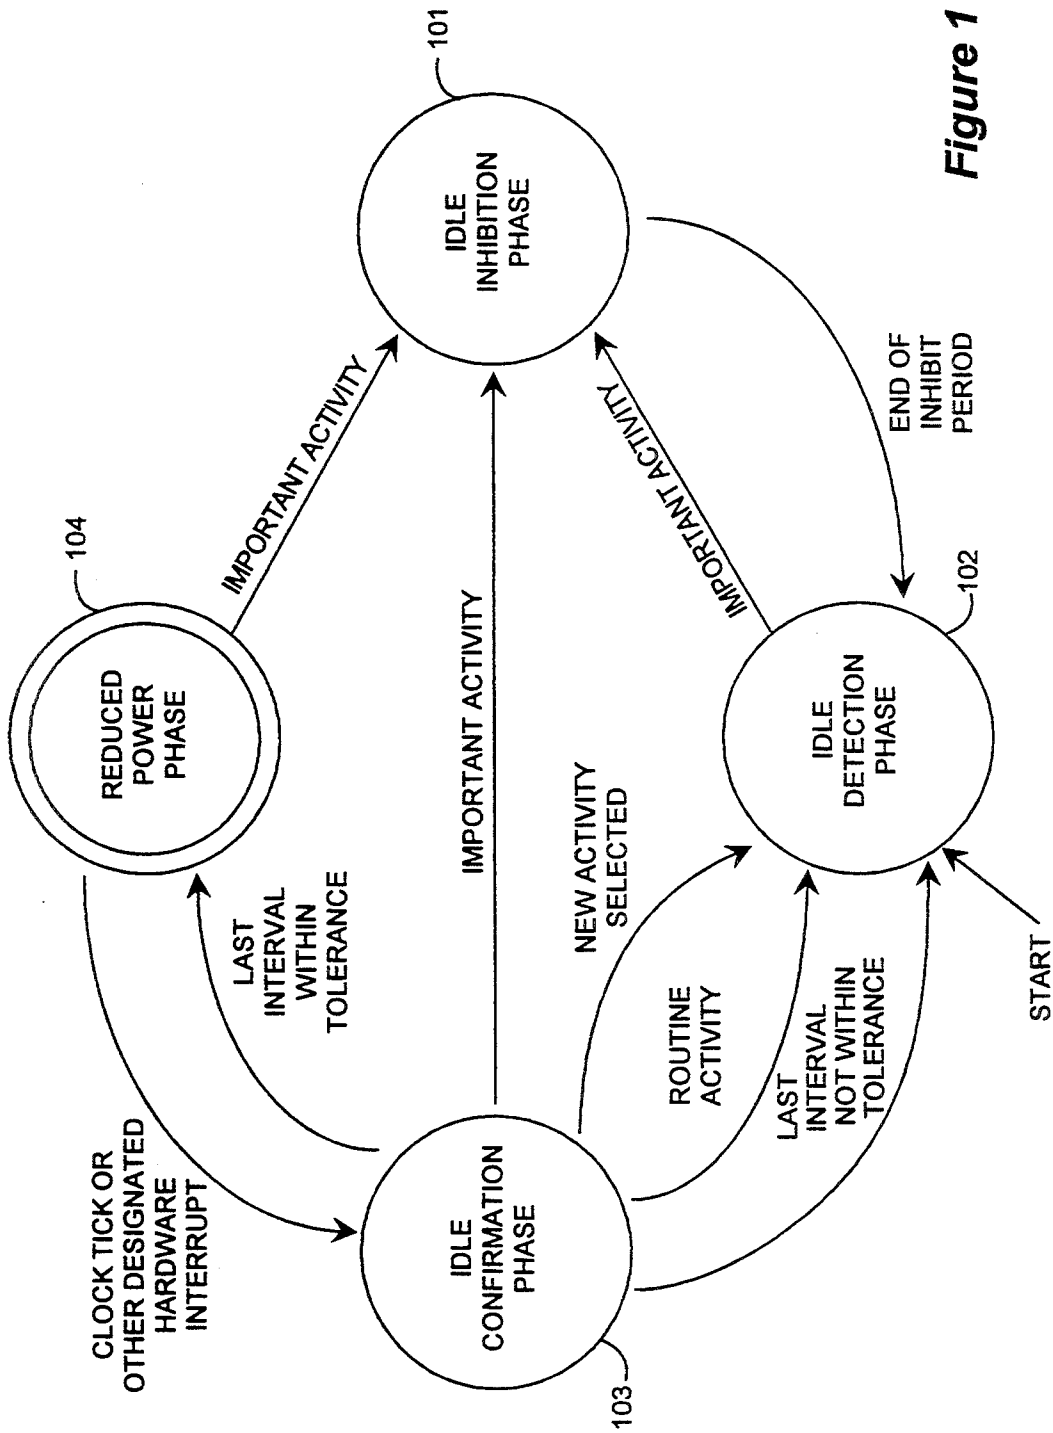 CLOCK TICK OR
OTHER DESIGNATED
HARDWARE
INTERRUPT
REDUCED
POWER
PHASE
104
LAST
INTERVAL
WITHIN
TOLERANCE
IMPORTANT ACTIVITY
103
IDLE
CONFIRMATION
PHASE
IMPORTANT ACTIVITY
IDLE
INHIBITION
PHASE
101
NEW ACTIVITY
SELECTED
ROUTINE
ACTIVITY
LAST
INTERVAL
NOT WITHIN
TOLERANCE
IMPORTANT ACTIVITY
IDLE
DETECTION
PHASE
102
END OF
INHIBIT
PERIOD
START
Figure 1